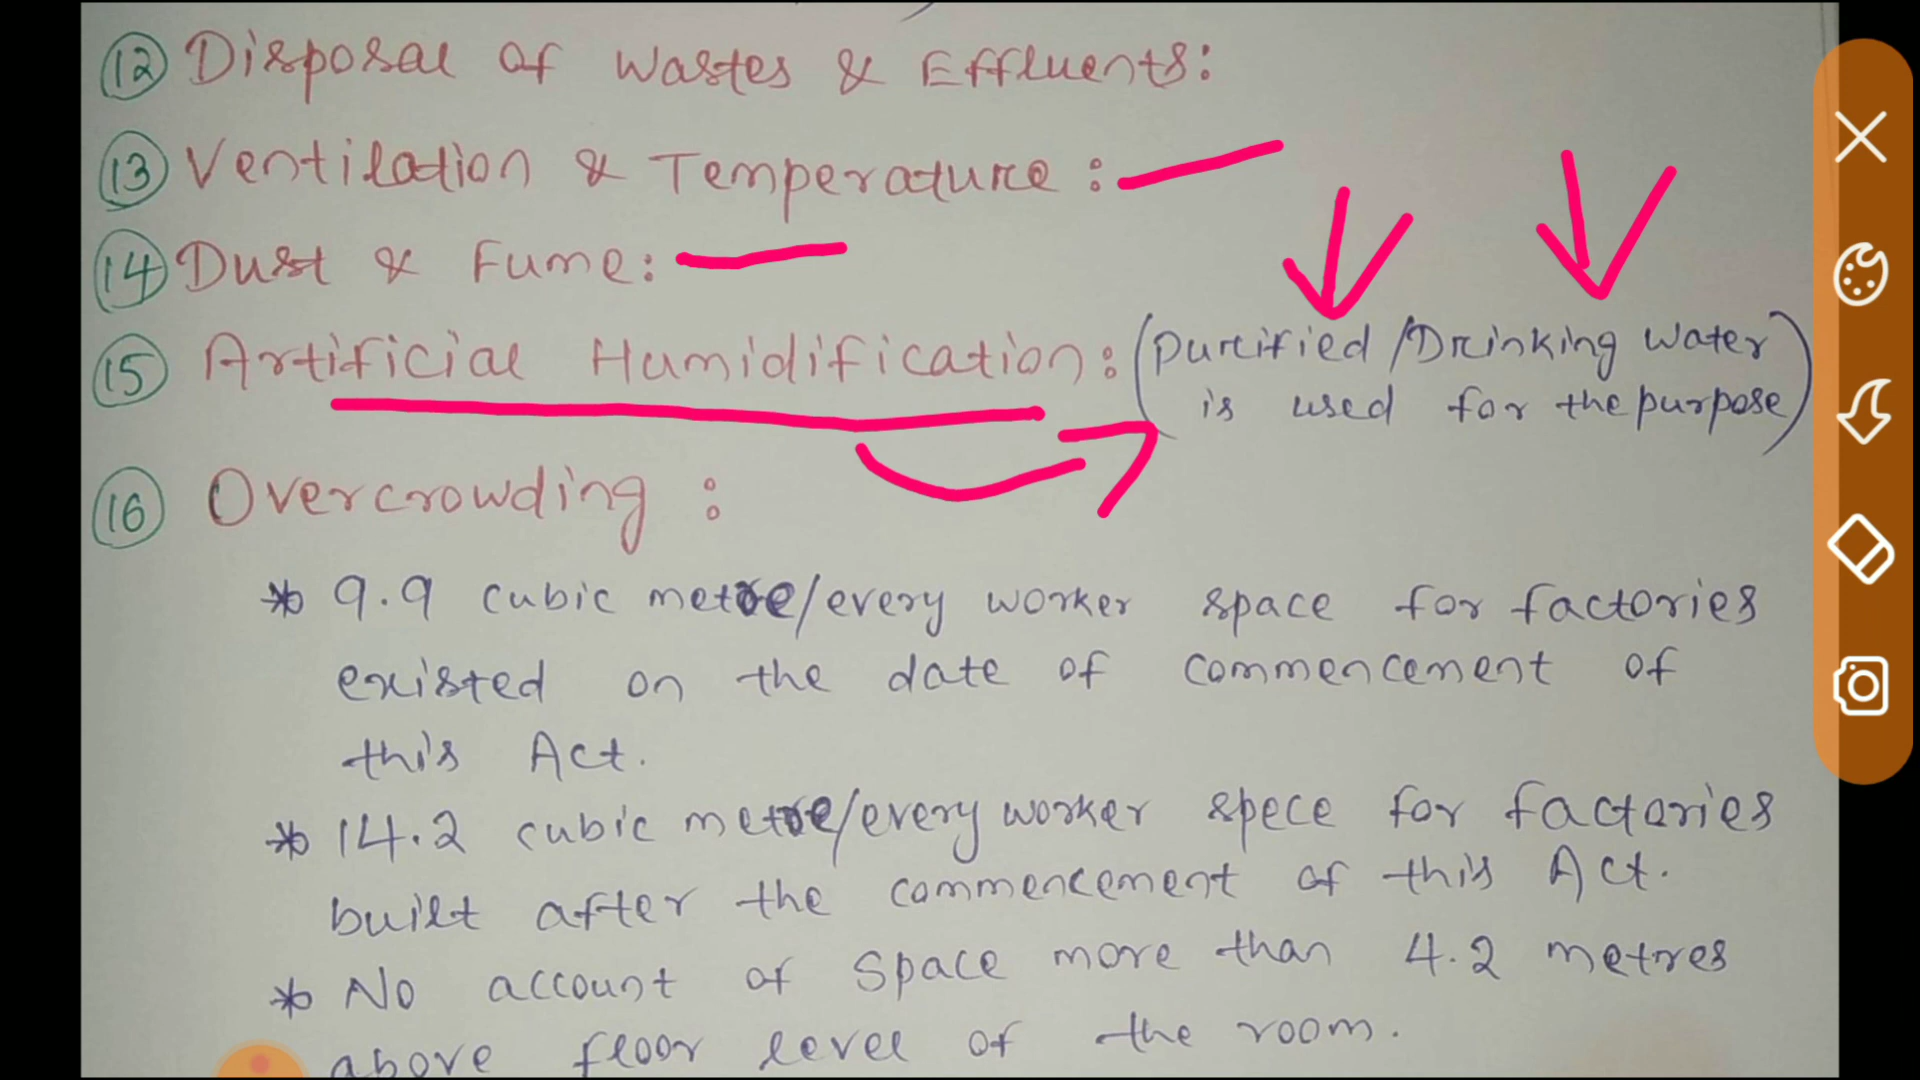 12 Disposal of Wastes & Effluents:
13 Ventilation & Temperature:
14 Dust & Fume:
15 Artificial Humidification: (Purified/Drinking water
is used for the purpose)
16 Overcrowding:
* 9.9 cubic metre/every worker space for factories
existed on the date of commencement of
this Act.
* 14.2 cubic metre/every worker spece for factories
built after the commencement of this Act.
* No account of space more than 4.2 metres
above floor level of the room.